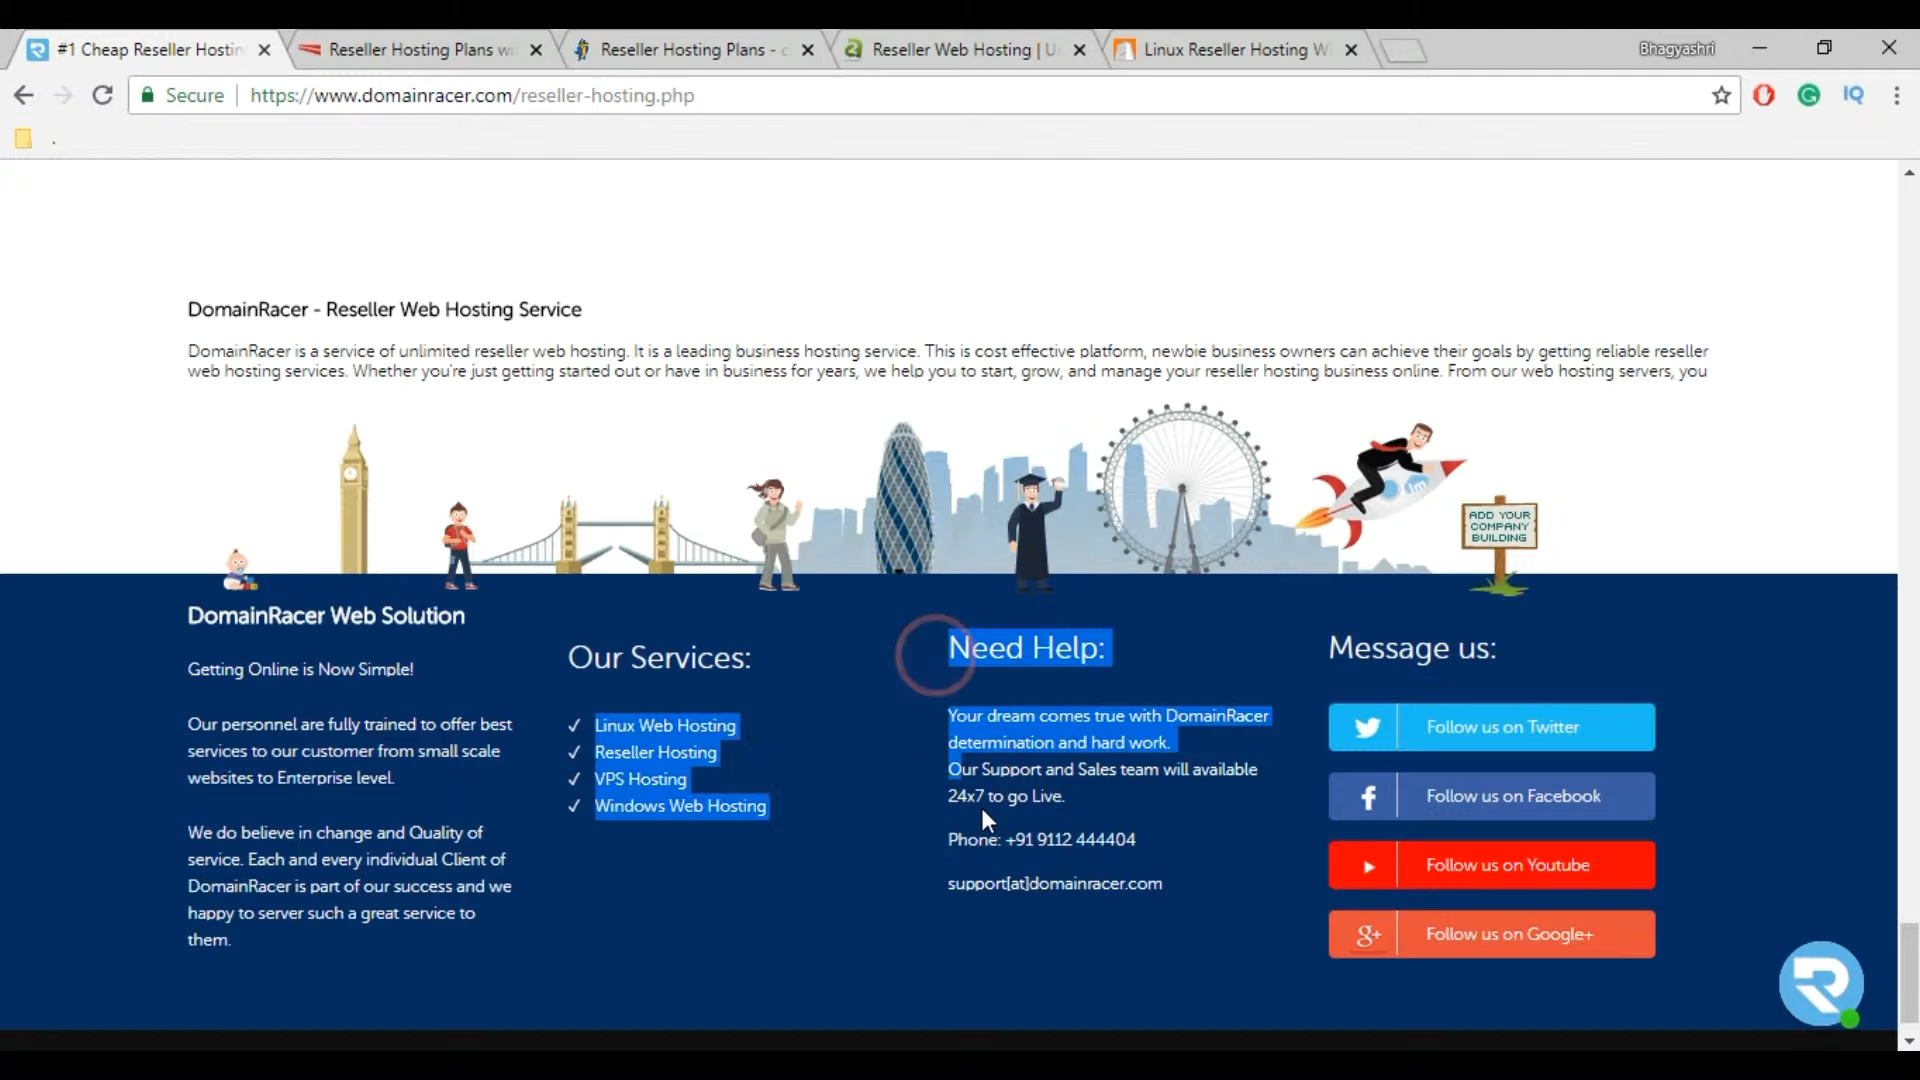 #1 Cheap Reseller Hostin
Reseller Hosting Plans wi
Reseller Hosting Plans - c
Reseller Web Hosting | U
Linux Reseller Hosting Wi
Bhagyashri
Secure
https://www.domainracer.com/reseller-hosting.php
IQ
.
DomainRacer - Reseller Web Hosting Service
DomainRacer is a service of unlimited reseller web hosting. It is a leading business hosting service. This is cost effective platform, newbie business owners can achieve their goals by getting reliable reseller
web hosting services. Whether you're just getting started out or have in business for years, we help you to start, grow, and manage your reseller hosting business online. From our web hosting servers, you
ADD YOUR
COMPANY
BUILDING
DomainRacer Web Solution
Getting Online is Now Simple!
Our personnel are fully trained to offer best
services to our customer from small scale
websites to Enterprise level.
We do believe in change and Quality of
service. Each and every individual Client of
DomainRacer is part of our success and we
happy to server such a great service to
them.
Our Services:
✓ Linux Web Hosting
✓ Reseller Hosting
✓ VPS Hosting
✓ Windows Web Hosting
Need Help:
Your dream comes true with DomainRacer
determination and hard work.
Our Support and Sales team will available
24x7 to go Live.
Phone: +91 9112 444404
support[at]domainracer.com
Message us:
Follow us on Twitter
Follow us on Facebook
Follow us on Youtube
g+ Follow us on Google+